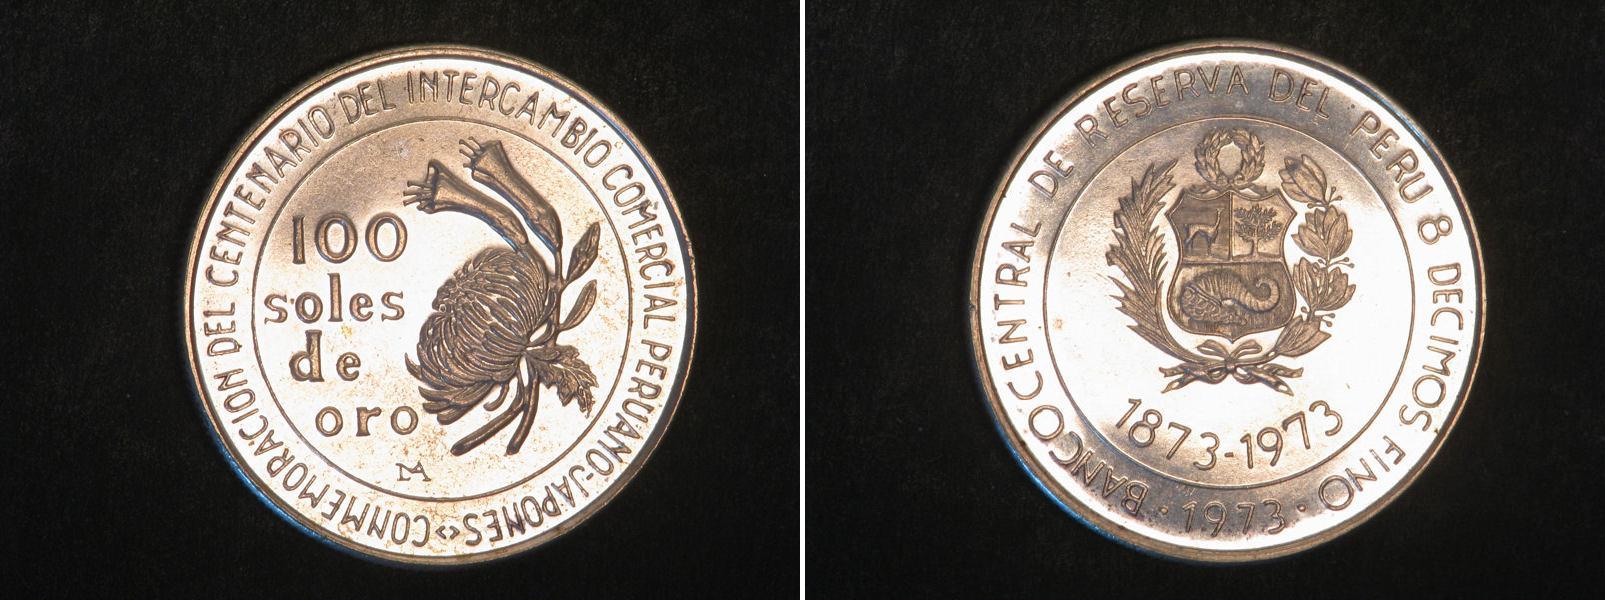 CONMEMORACION DEL CENTENARIO DEL INTERCAMBIO COMERCIAL PERUANO-JAPONES
100
soles
de
oro
BANCO CENTRAL DE RESERVA DEL PERU 8 DECIMOS FINO
1873-1973
· 1973 ·